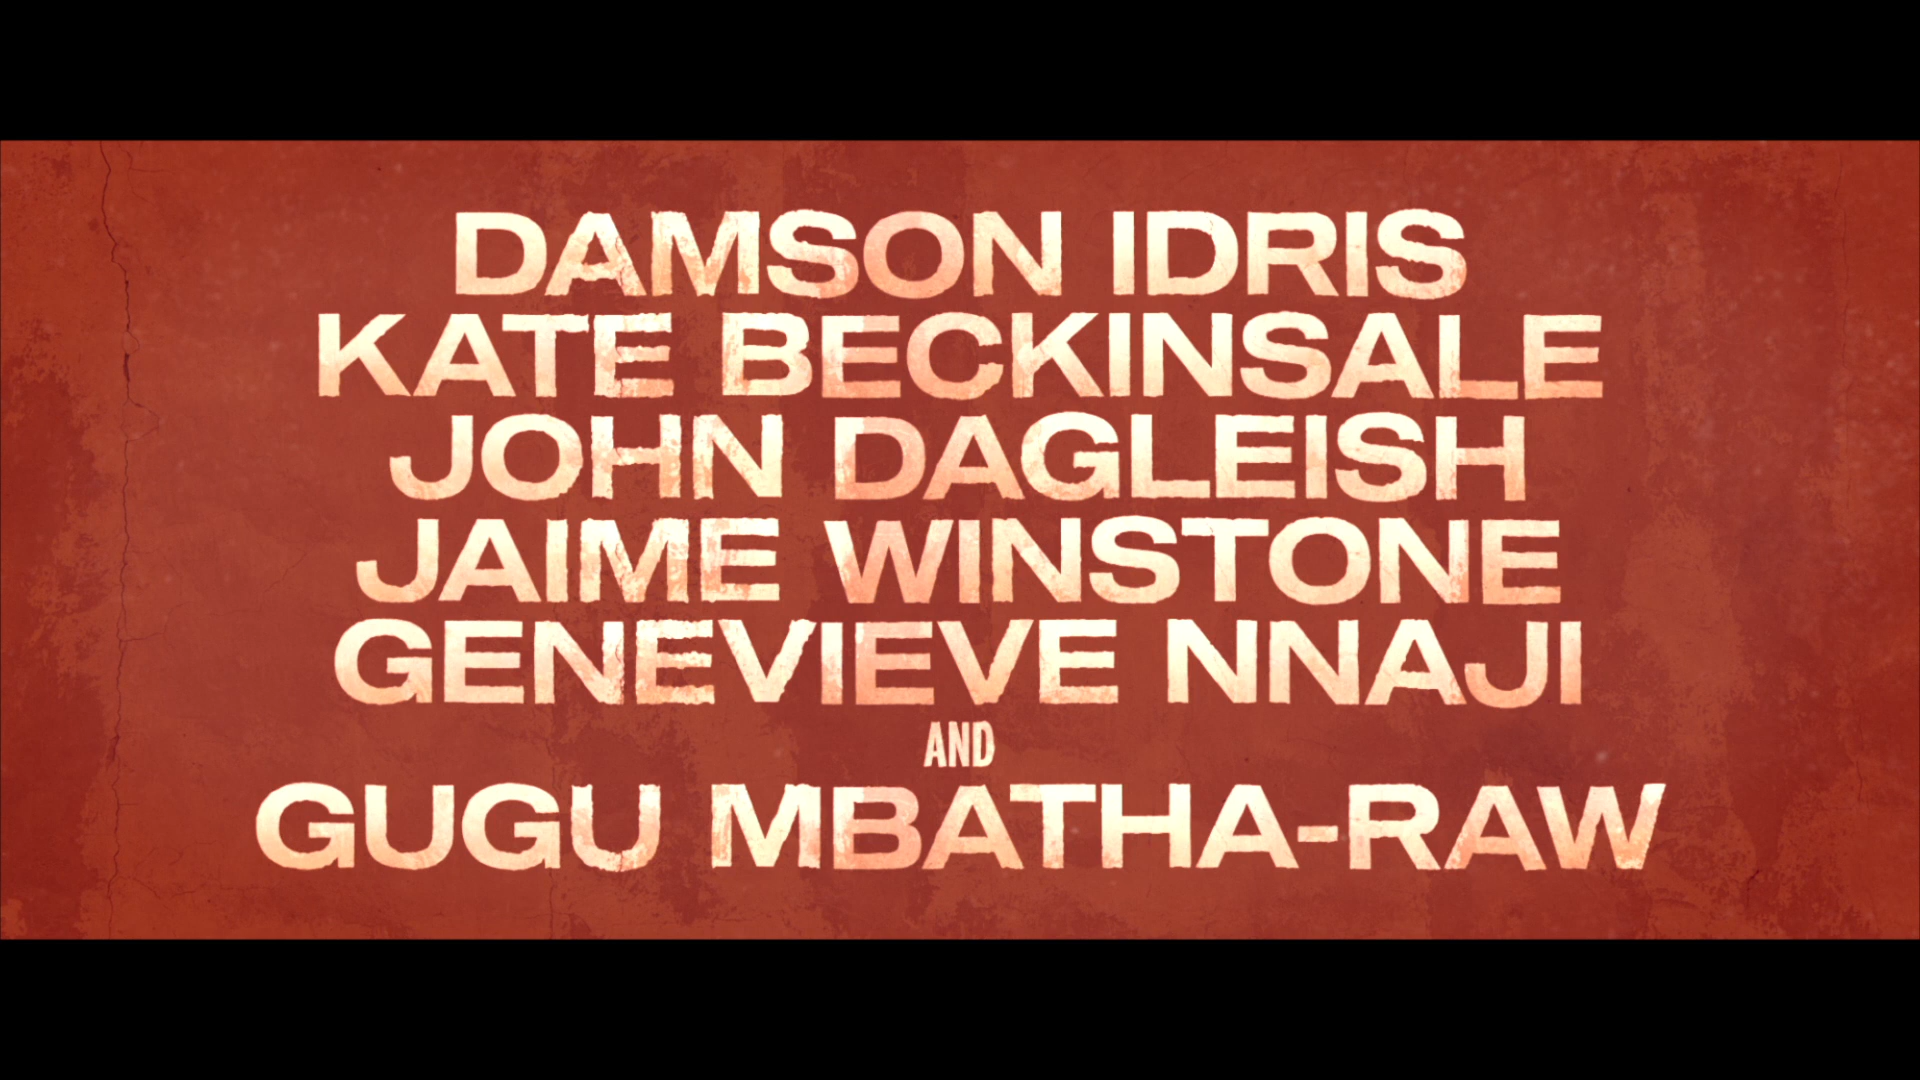 DAMSON IDRIS
KATE BECKINSALE
JOHN DAGLEISH
JAIME WINSTONE
GENEVIEVE NNAJI
AND
GUGU MBATHA-RAW